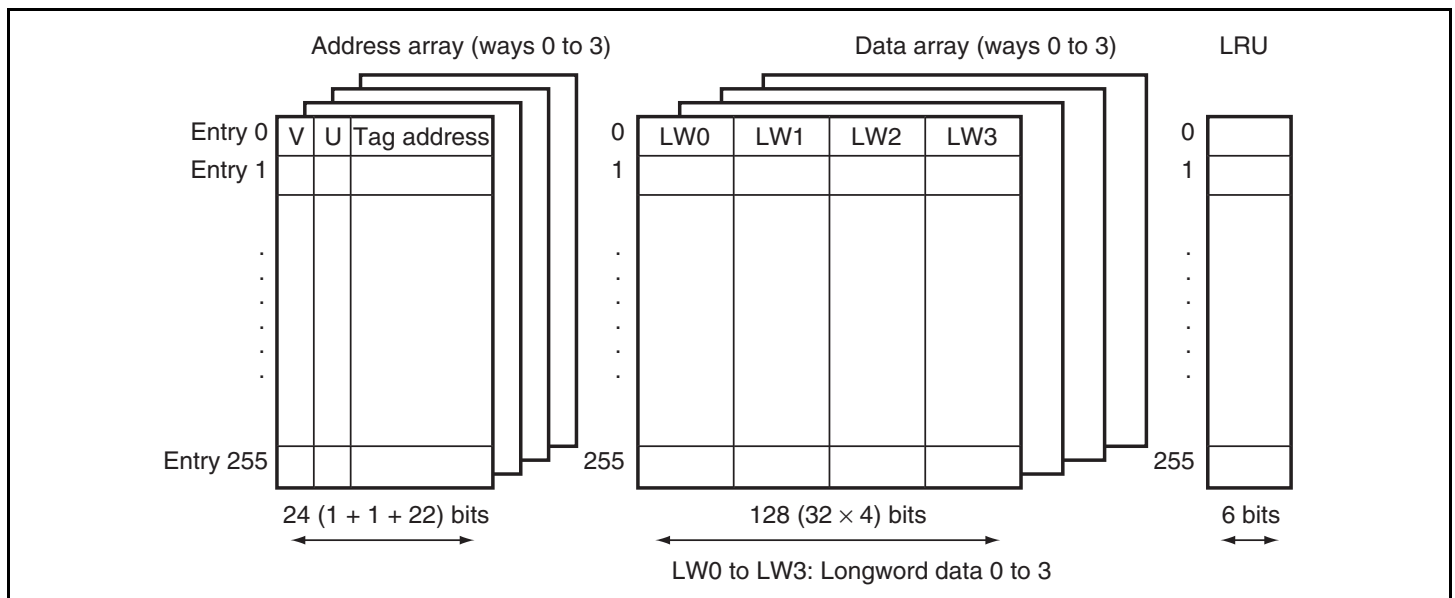 Address array (ways 0 to 3) Data array (ways 0 to 3) LRU
Entry 0 V U Tag address 0 LW0 LW1 LW2 LW3 0
Entry 1 1 1
Entry 255 255 255
24 (1 + 1 + 22) bits 128 (32 × 4) bits 6 bits
LW0 to LW3: Longword data 0 to 3